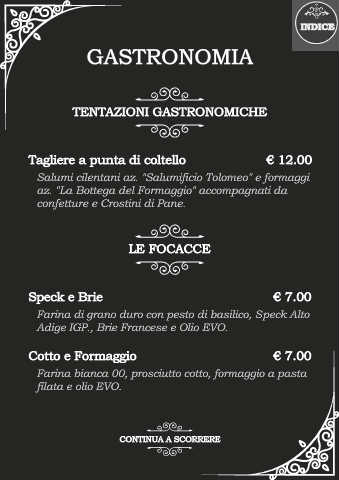 INDICE
GASTRONOMIA
TENTAZIONI GASTRONOMICHE
Tagliere a punta di coltello € 12.00
Salumi cilentani az. "Salumificio Tolomeo" e formaggi
az. "La Bottega del Formaggio" accompagnati da
confetture e Crostini di Pane.
LE FOCACCE
Speck e Brie € 7.00
Farina di grano duro con pesto di basilico, Speck Alto
Adige IGP., Brie Francese e Olio EVO.
Cotto e Formaggio € 7.00
Farina bianca 00, prosciutto cotto, formaggio a pasta
filata e olio EVO.
CONTINUA A SCORRERE